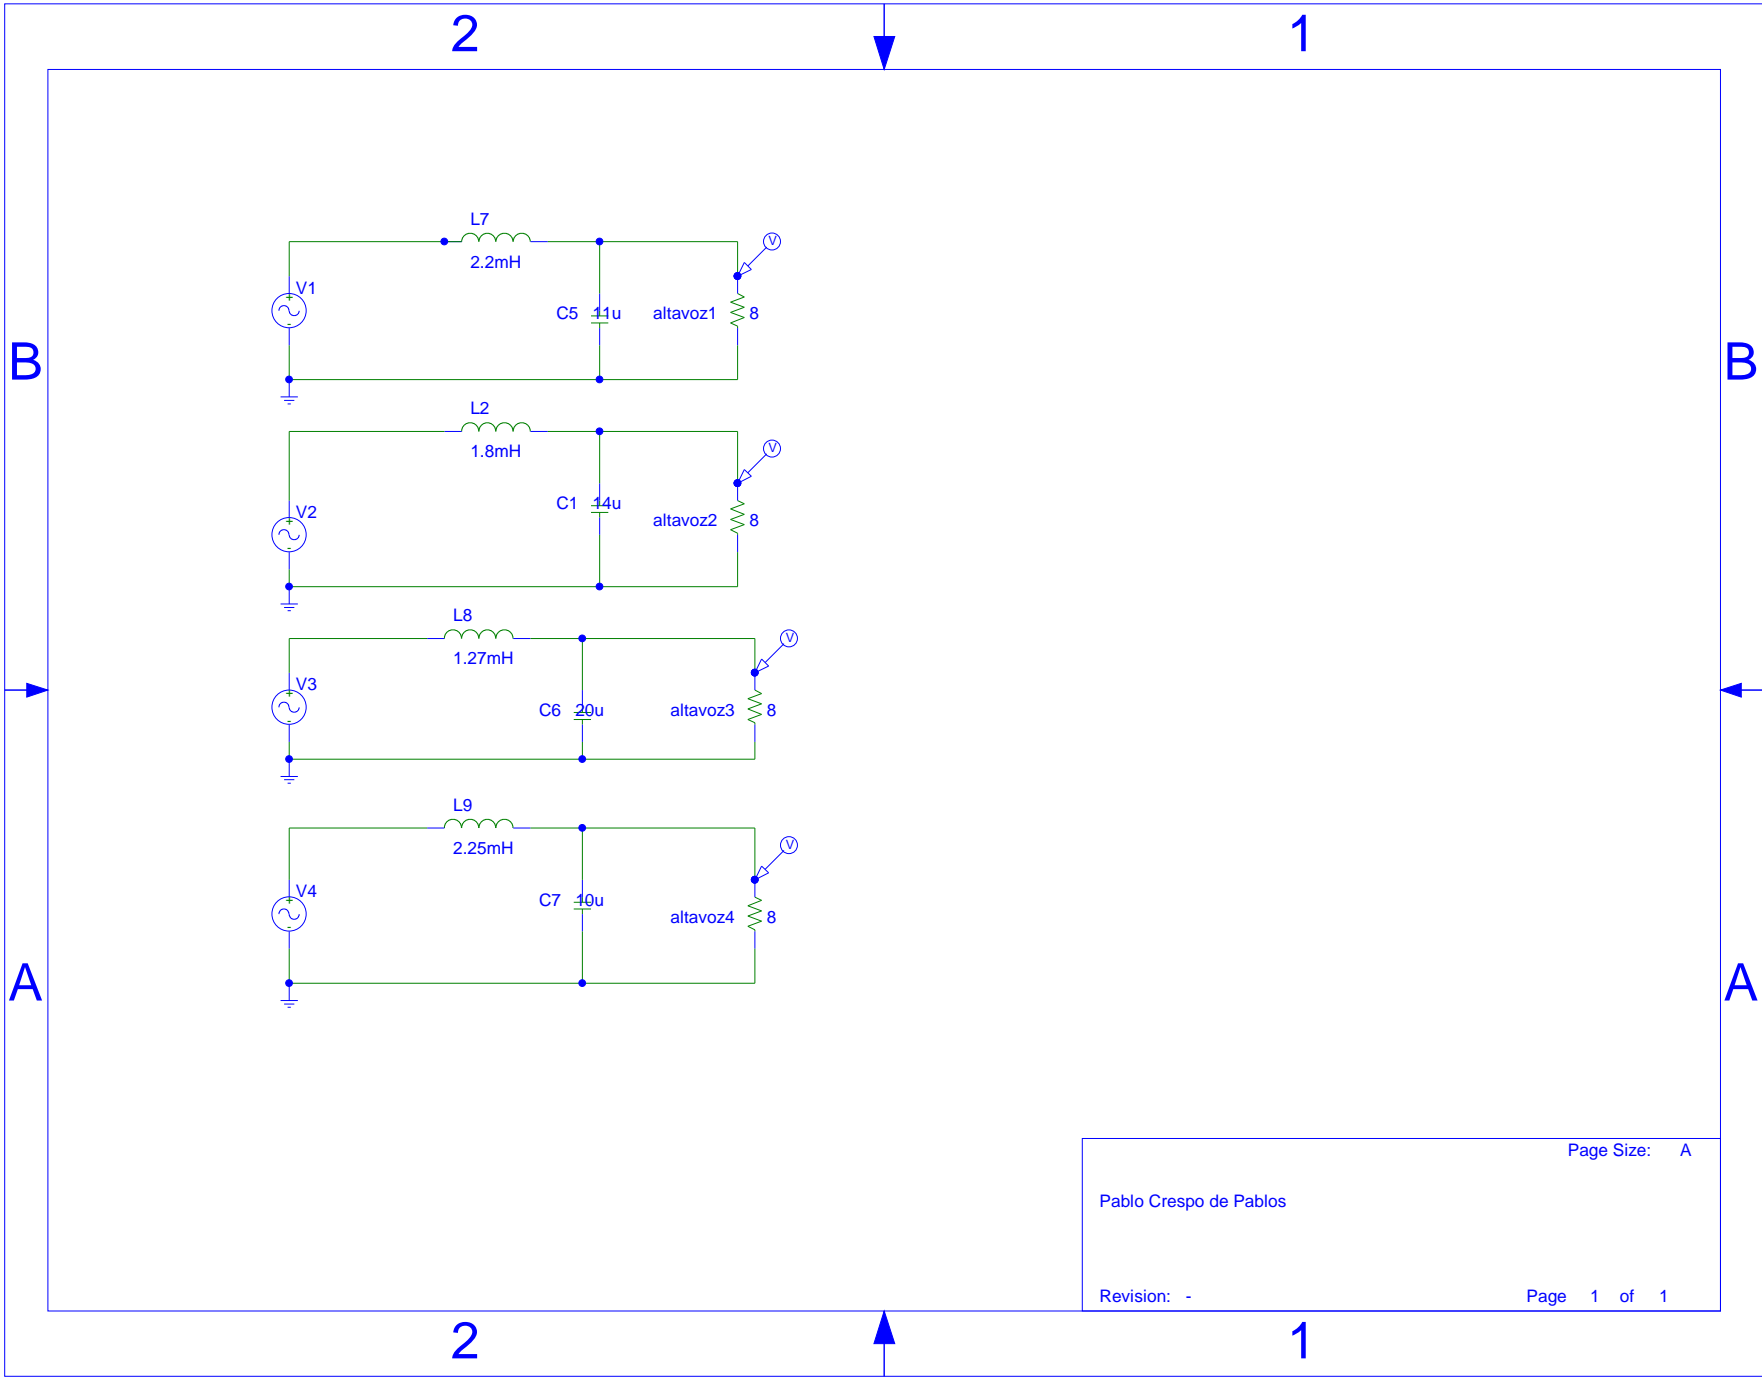 2 1
L7
2.2mH
V1
C5 11u altavoz1 8
V
B B
L2
1.8mH
V2
C1 14u altavoz2 8
V
L8
1.27mH
V3
C6 20u altavoz3 8
V
L9
2.25mH
V4
C7 10u altavoz4 8
V
A A
Page Size: A
Pablo Crespo de Pablos
Revision: - Page 1 of 1
2 1